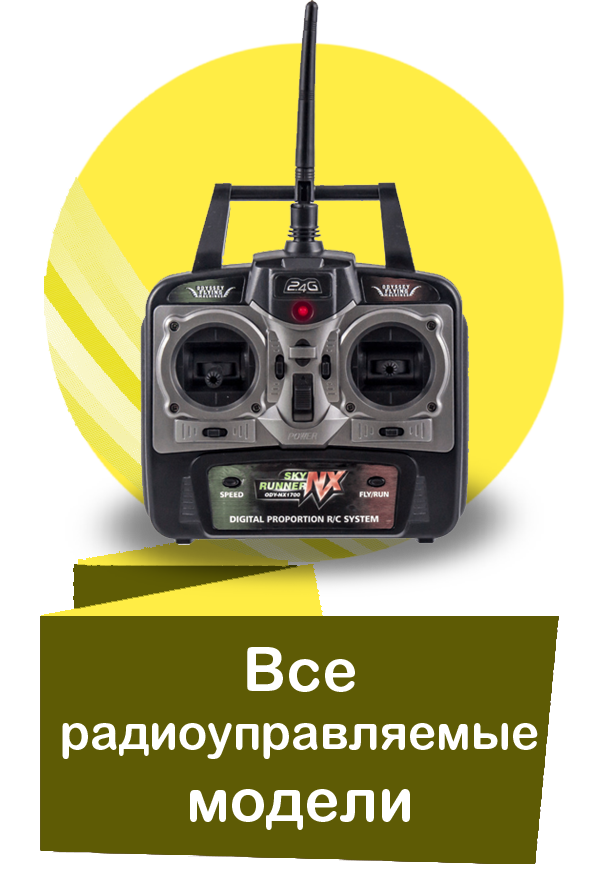 2.4G
ODYSSEY
FLYING
MACHINES
ODYSSEY
FLYING
MACHINES
POWER
SKY
RUNNER NX
ODY-NX1700
SPEED
FLY/RUN
DIGITAL PROPORTION R/C SYSTEM
Все
радиоуправляемые
модели